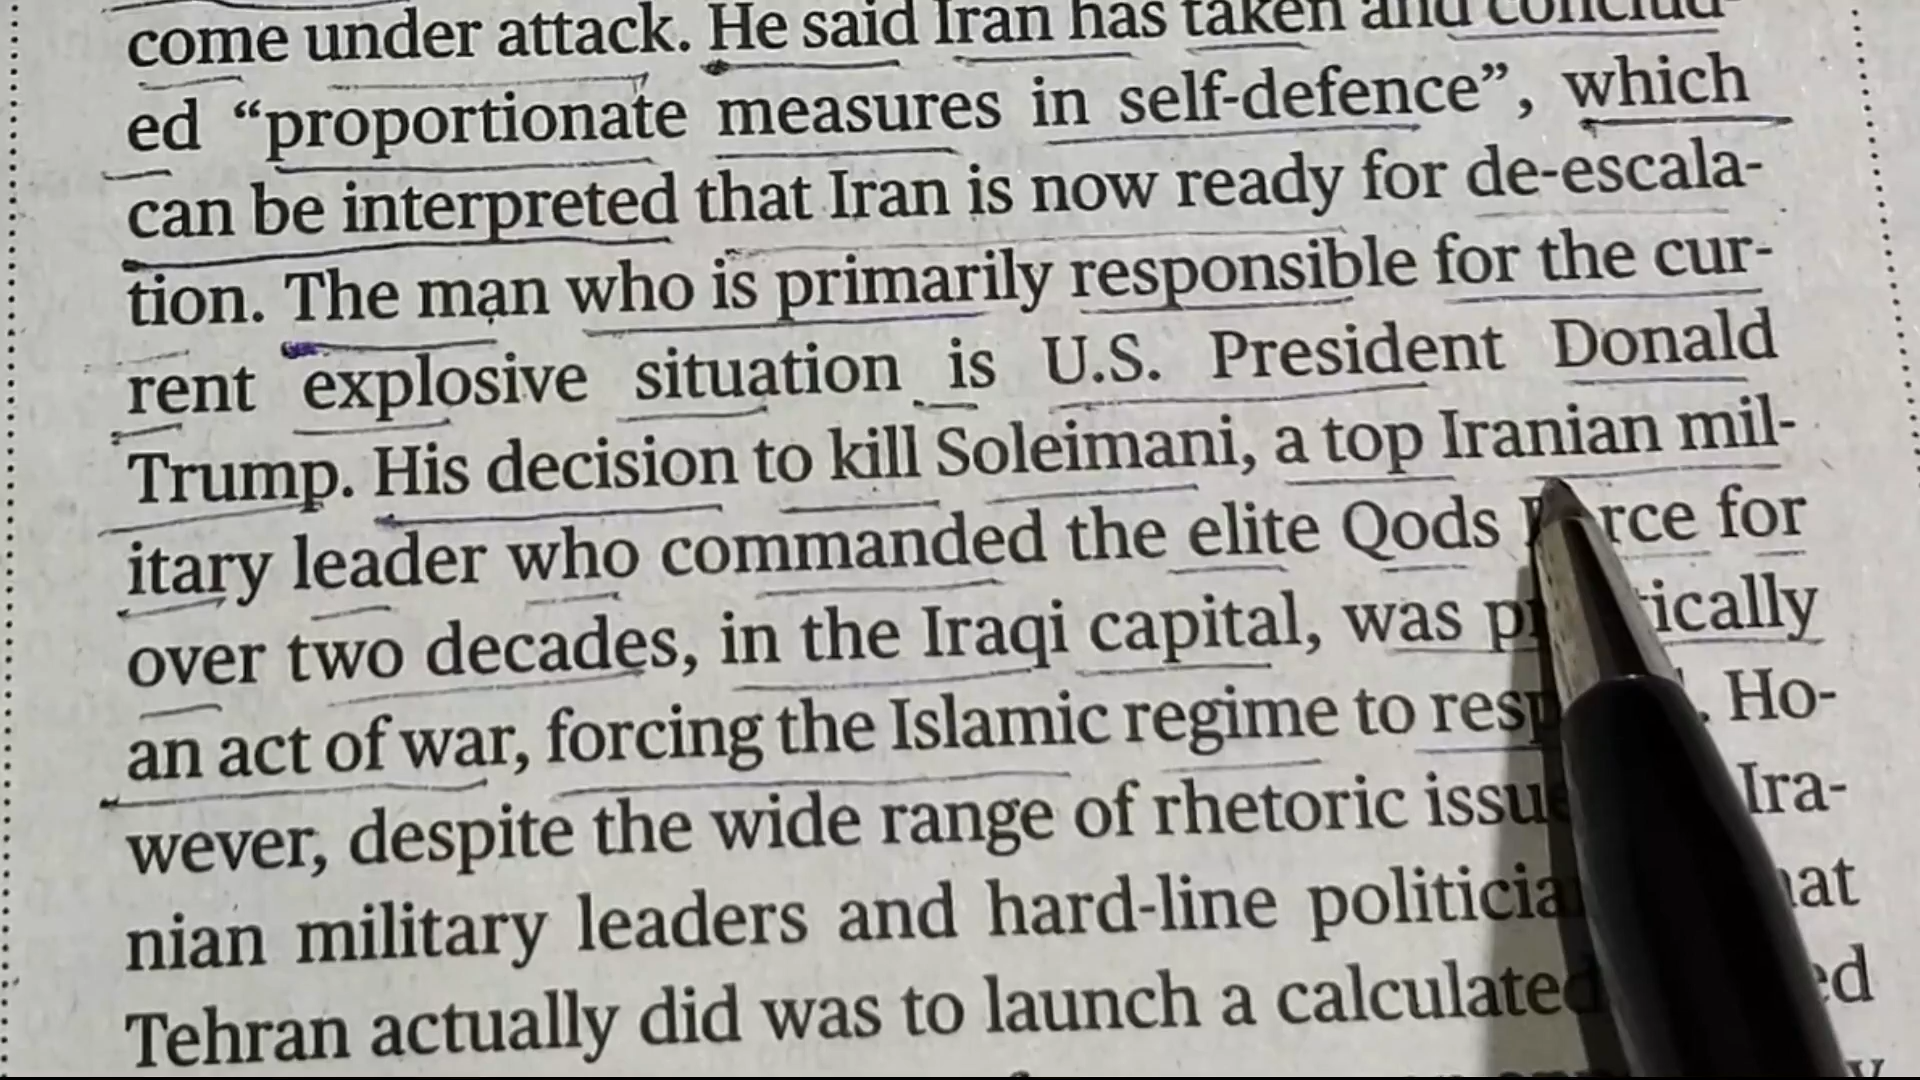 come under attack. He said Iran has taken and conclud-
ed “proportionate measures in self-defence”, which
can be interpreted that Iran is now ready for de-escala-
tion. The man who is primarily responsible for the cur-
rent explosive situation is U.S. President Donald
Trump. His decision to kill Soleimani, a top Iranian mil-
itary leader who commanded the elite Qods for
over two decades, in the Iraqi capital, was
an act of war, forcing the Islamic regime to Ho-
wever, despite the wide range of rhetoric Ira-
nian military leaders and hard-line
Tehran actually did was to launch a